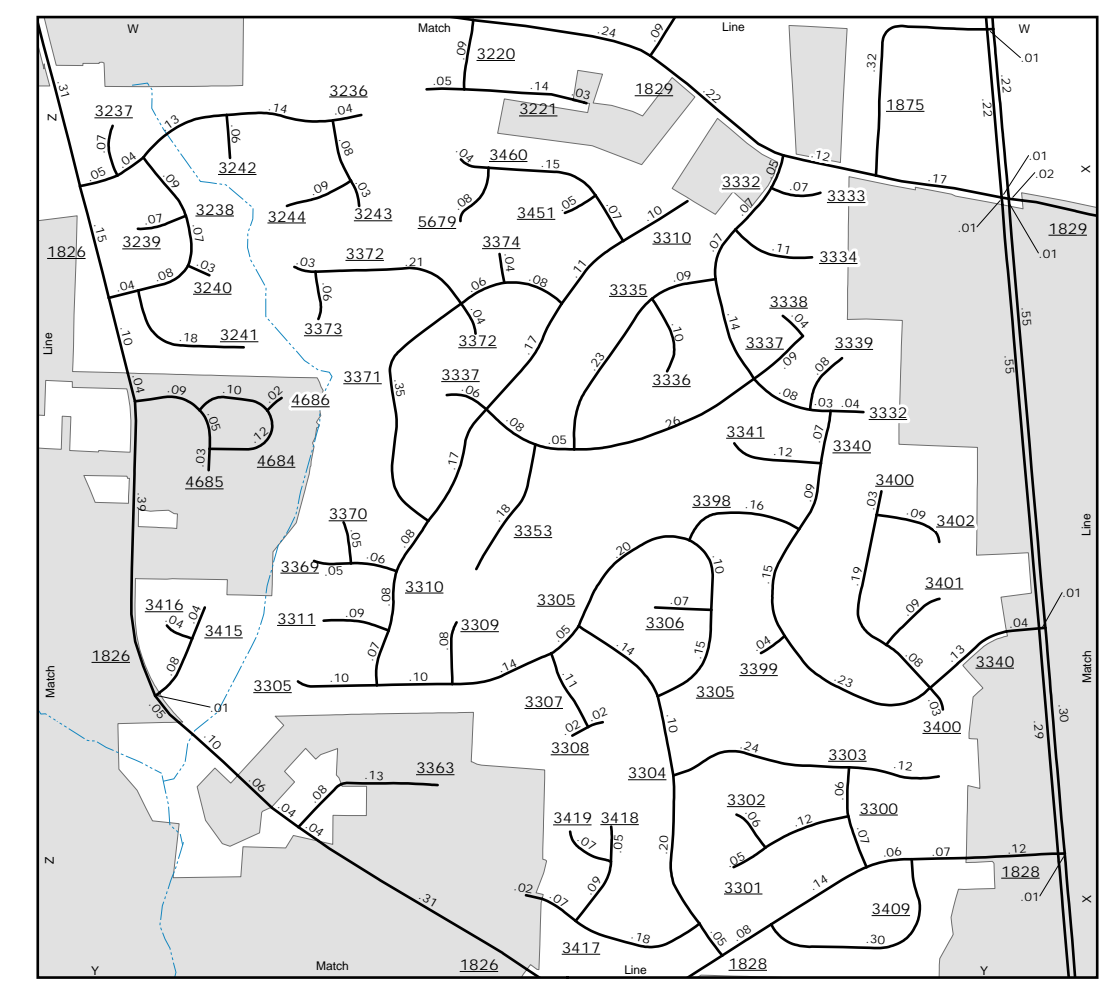 W Match Line W
.24 .09
.09 3220
.31 .32 .01
.05 .14 .03 1829 .22 .22
3236 3221 .22 1875
3237 .14 .04
Z .13
.07 .06 .08
3242
.04 3460 .15 .04
.05 .12 .01
.09 .09 .03 3332 .05 .17 .02 X
3238 3244 3243 .08 .05 .10 .07 3333
.07 5679 3451 .07 .07
3239 .07 3310 .01 1829
.15 1826 3374 .07 .01
3372 .04 .11 3334
.03 .21 .11
.08 .03 3240 .06 .08 3335 .09
.04 .06 3338
3373 .04 .04 .55
.10 .18 3241 3372 .14 3337 3339
Line .17 .10 .09 .55
3371 3337 .23 3336 .08
.04 .09 .10 .02 .35 .06
4686 .08 .03 .04 3332
.05 .12 .08 .05 .26 3341 .07
.03 4684 .17 .12 3340
4685 3400
.39 .18 3398 .16 .09 .03 .09 3402
3370 3353 Line
.05 .08 .20
3369 .05 .06 .10 .15 .19 3401
3310 .09 .01
3416 .08 3305 .07
.04 .04 3311 .09 3309 3306 .04
3415 .08 .05 .04 .08 .13 3340
1826 .08 .07 .14 .15 3399
Match 3305 .10 .10 .14 3305 .23 Match
.01 .11 .03
.05 3307 .02 .02 .10 3400 .30
.10 3308 .24 3303 .29
3363 3304 .12
.06 .13 .06
.08 3302 3300
.04 3419 3418 .06 .12
.04 .07 .05 .20 .07
Z .05 .06 .07 .12
3301 .14 1828
.31 .02 .07 .09 .01 X
3409
3417 .18 .05 .08 .30
Y Match 1826 Line 1828 Y